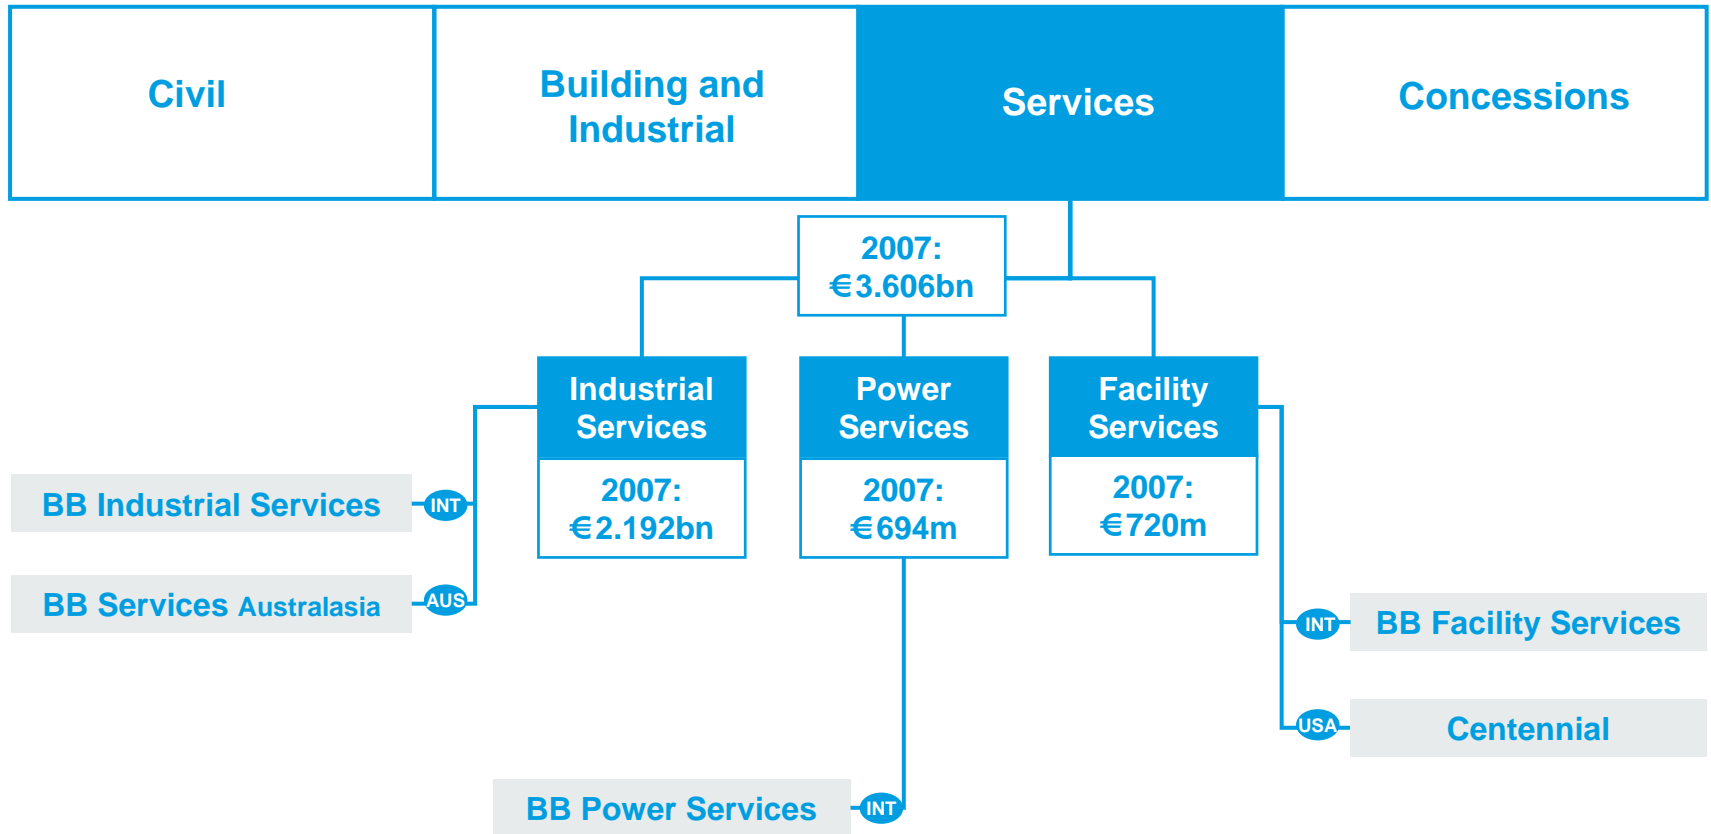 Civil
Building and
Industrial
Services
Concessions
2007:
€3.606bn
Industrial
Services
2007:
€2.192bn
Power
Services
2007:
€694m
Facility
Services
2007:
€720m
BB Industrial Services
INT
BB Services Australasia
AUS
INT
BB Facility Services
USA
Centennial
BB Power Services
INT